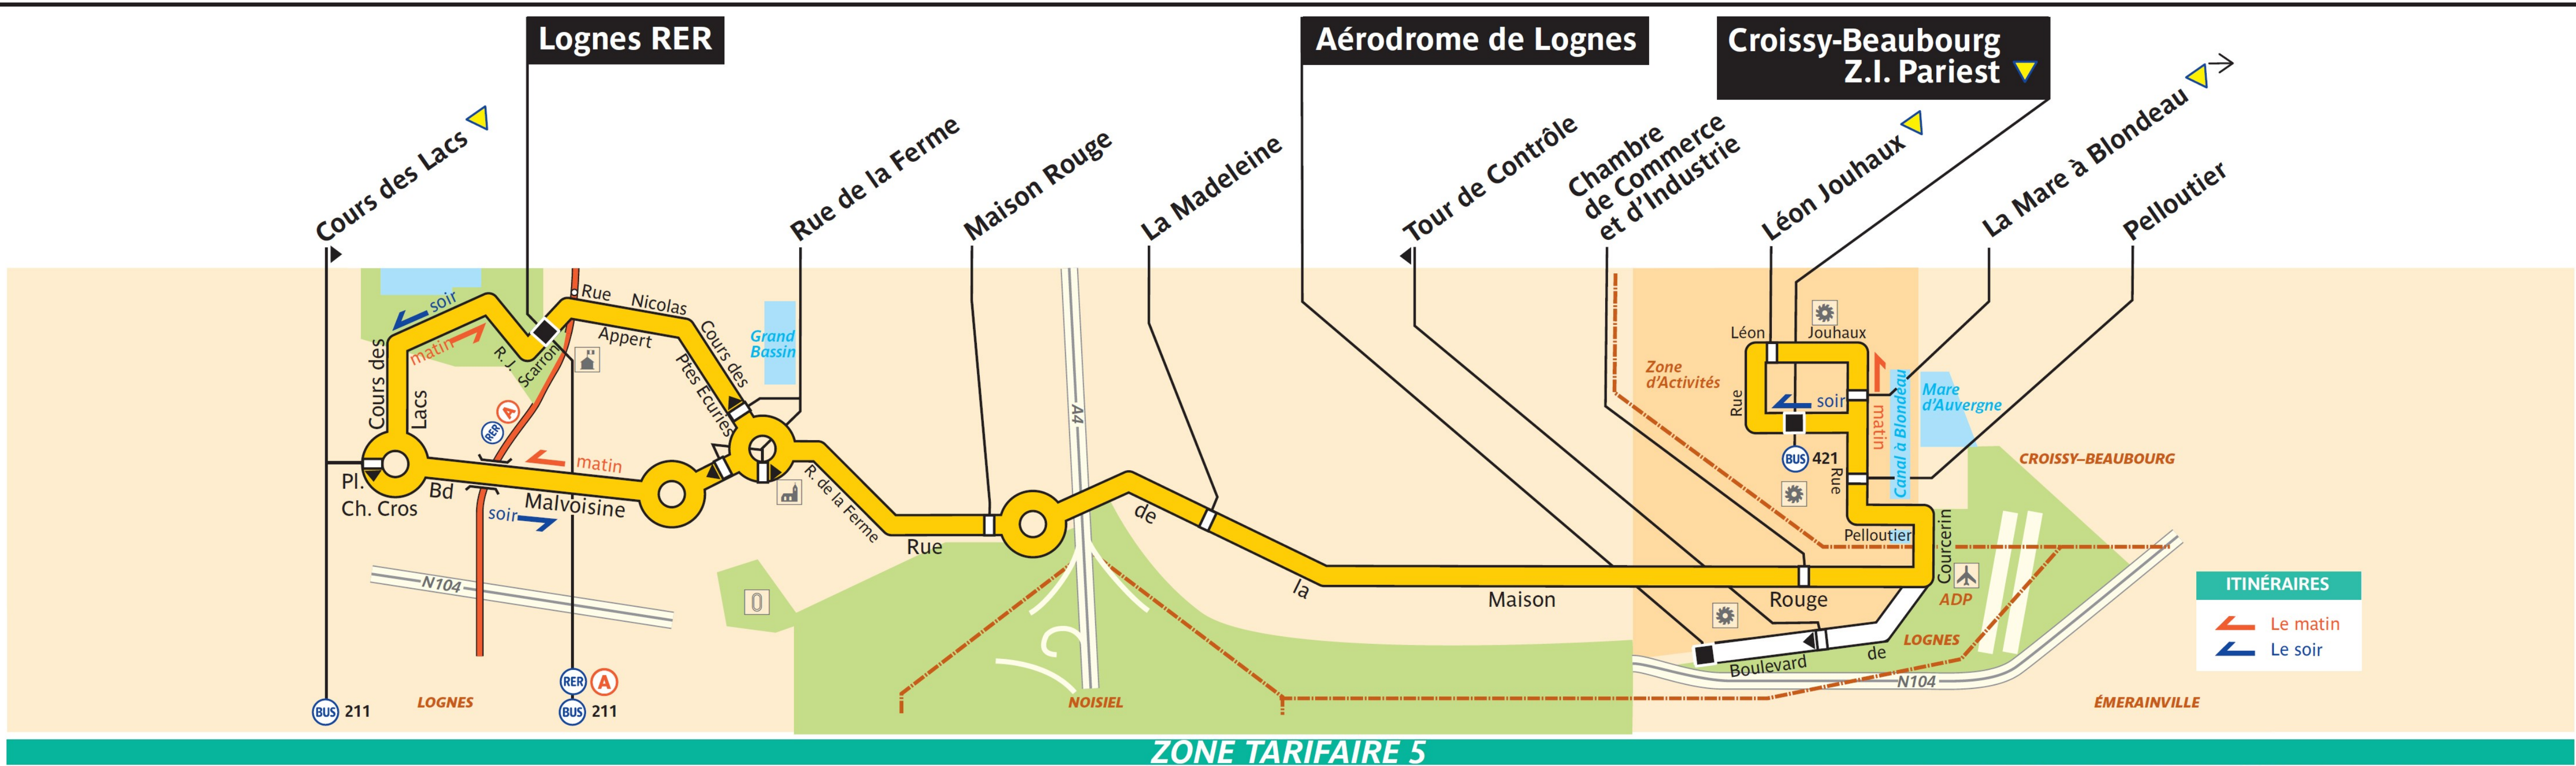 Lognes RER
Aérodrome de Lognes
Croissy-Beaubourg
Z.I. Pariest
Cours des Lacs
Rue de la Ferme
Maison Rouge
La Madeleine
Tour de Contrôle
Chambre
de Commerce
et d'Industrie
Léon Jouhaux
La Mare à Blondeau
Pelloutier
soir
matin
Cours des
Lacs
R. J.
Scarron
Rue Nicolas
Appert
Cours des
Ptes Ecuries
Grand
Bassin
RER A
matin
Pl.
Ch. Cros
Bd
Malvoisine
soir
R. de la Ferme
Rue
A4
de
la
Maison
Rouge
Zone
d'Activités
Léon
Jouhaux
Rue
soir
matin
Canal à Blondeau
Mare
d'Auvergne
BUS 421
Rue
Pelloutier
Courcerin
CROISSY–BEAUBOURG
ADP
LOGNES
Boulevard
de
N104
N104
ÉMERAINVILLE
NOISIEL
LOGNES
RER A
BUS 211
BUS 211
ITINÉRAIRES
Le matin
Le soir
ZONE TARIFAIRE 5